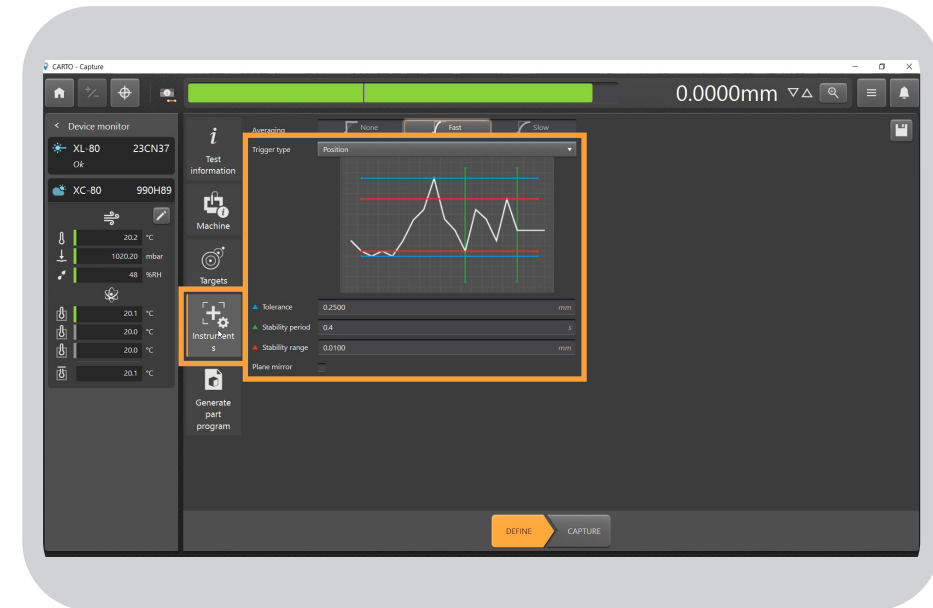 CARTO - Capture
0.0000mm
< Device monitor
XL-80 23CN37
Ok
XC-80 990H89
20.2 °C
1020.20 mbar
48 %RH
20.1 °C
20.0 °C
20.0 °C
20.1 °C
i
Test
information
Machine
Targets
Instrument
s
Generate
part
program
Averaging None Fast Slow
Trigger type Position
Tolerance 0.2500 mm
Stability period 0.4 s
Stability range 0.0100 mm
Plane mirror
DEFINE CAPTURE